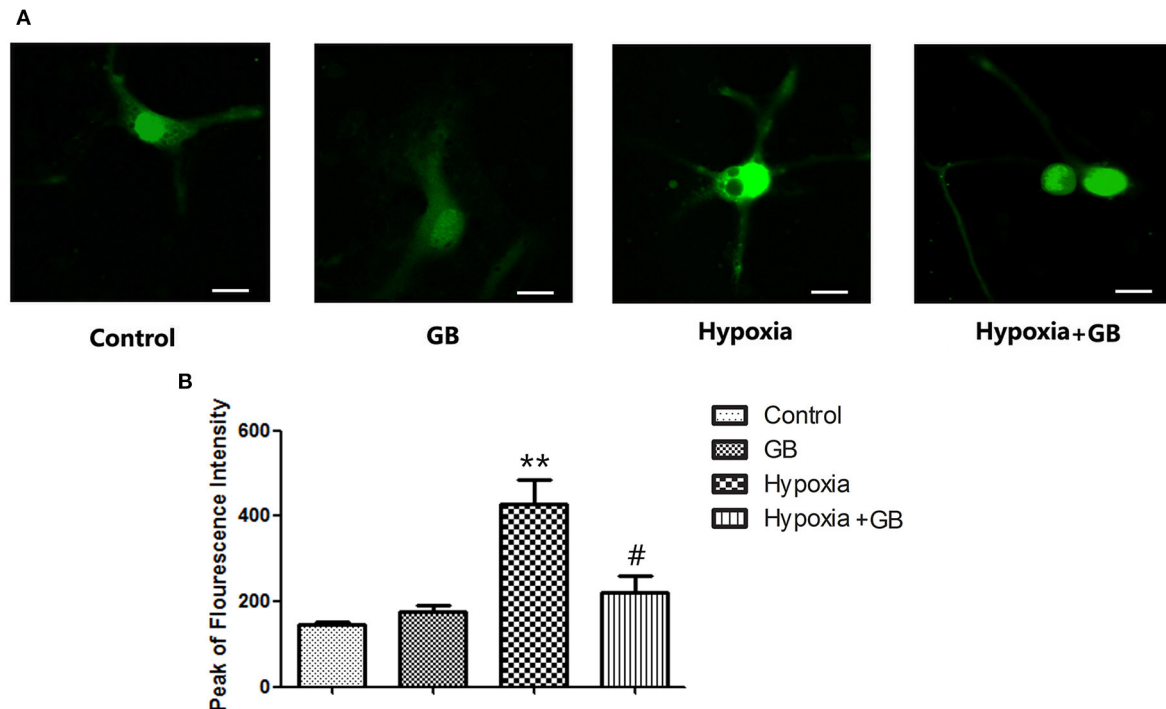 A
Control
GB
Hypoxia
Hypoxia+GB
B
Peak of Flourescence Intensity
600
400
200
0
**
#
Control
GB
Hypoxia
Hypoxia +GB